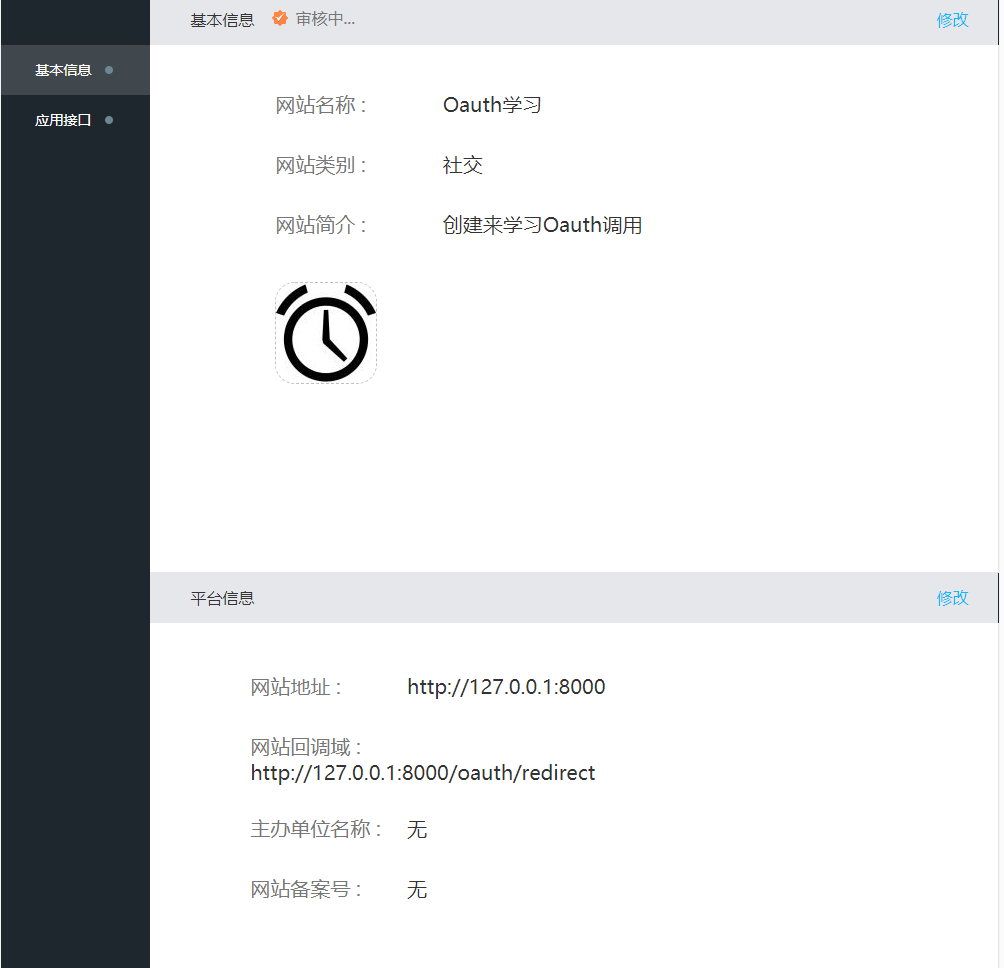 基本信息 审核中... 修改
基本信息
应用接口
网站名称 : Oauth学习
网站类别 : 社交
网站简介 : 创建来学习Oauth调用
平台信息 修改
网站地址 : http://127.0.0.1:8000
网站回调域 :
http://127.0.0.1:8000/oauth/redirect
主办单位名称 : 无
网站备案号 : 无